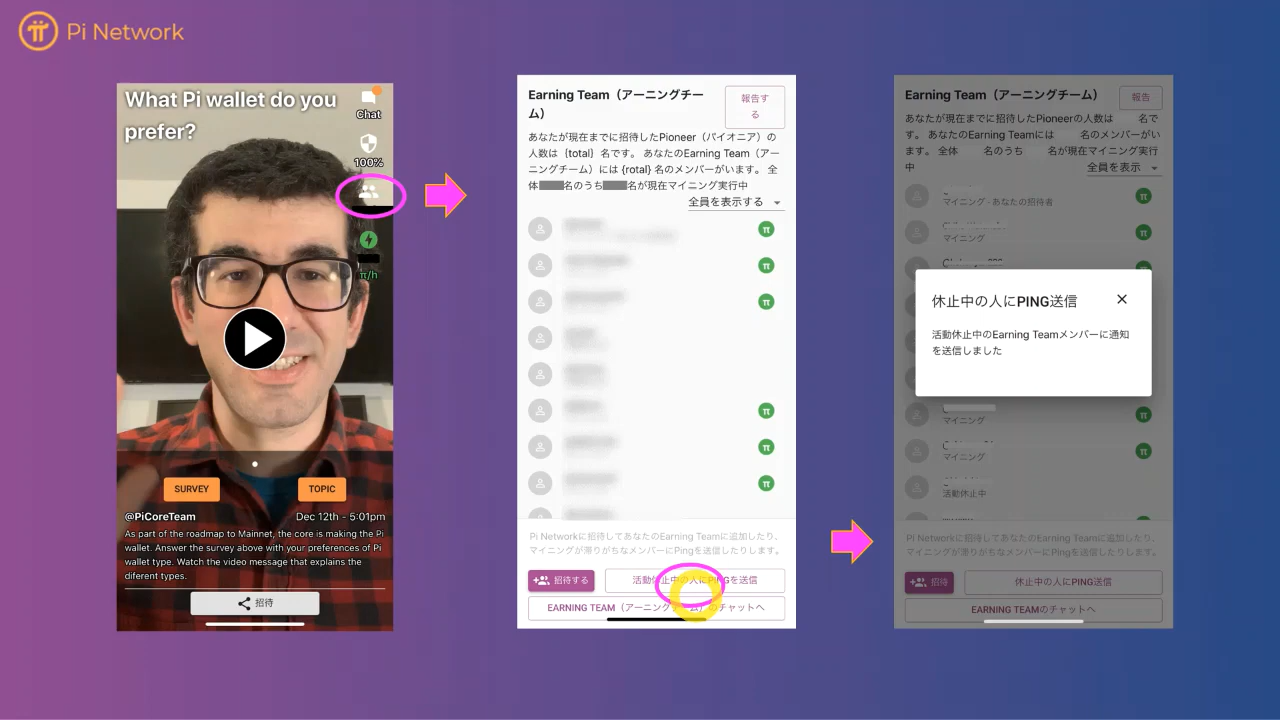 Pi Network
What Pi wallet do you
prefer?
Chat
100%
π/h
SURVEY
TOPIC
@PiCoreTeam
Dec 12th - 5:01pm
As part of the roadmap to Mainnet, the core is making the Pi
wallet. Answer the survey above with your preferences of Pi
wallet type. Watch the video message that explains the
diferent types.
招待
Earning Team（アーニングチー
ム）
報告す
る
あなたが現在までに招待したPioneer（パイオニア）の
人数は {total} 名です。 あなたのEarning Team（アー
ニングチーム）には {rotal} 名のメンバーがいます。 全
体 名のうち 名が現在マイニング実行中
全員を表示する
Pi Networkに招待してあなたのEarning Teamに追加したり、
マイニングが滞りがちなメンバーにPingを送信したりします。
招待する
活動休止中の人にPINGを送信
EARNING TEAM（アーニングチーム）のチャットへ
Earning Team（アーニングチーム）
報告
あなたが現在までに招待したPioneerの人数は 名で
す。 あなたのEarning Teamには 名のメンバーがい
ます。 全体 名のうち 名が現在マイニング実行
中
全員を表示
マイニング - あなたの招待者
マイニング
休止中の人にPING送信
活動休止中のEarning Teamメンバーに通知
を送信しました
マイニング
マイニング
活動休止中
Pi Networkに招待してあなたのEarning Teamに追加したり、
マイニングが滞りがちなメンバーにPingを送信したりします。
招待
休止中の人にPING送信
EARNING TEAMのチャットへ